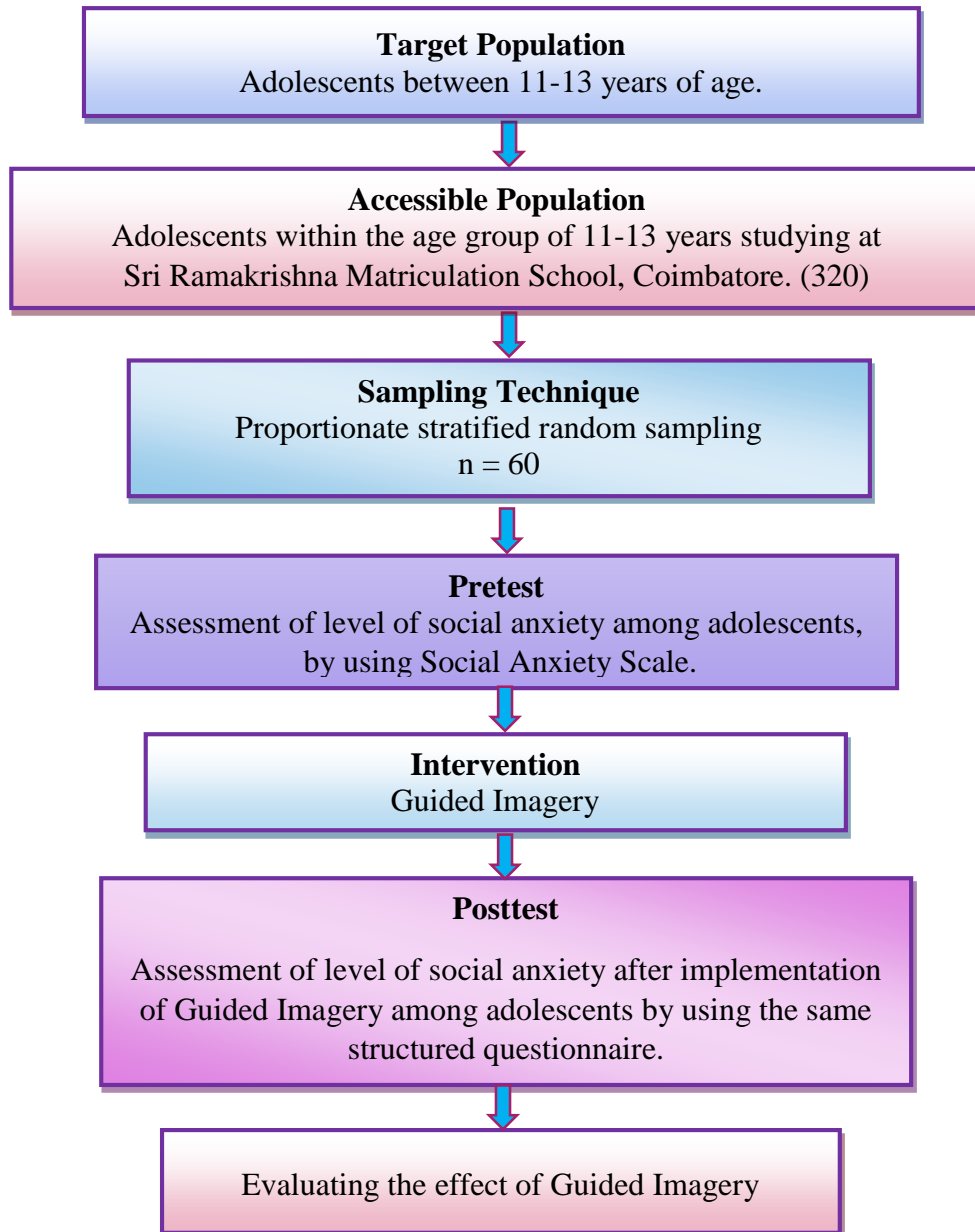 Target Population
Adolescents between 11-13 years of age.
Accessible Population
Adolescents within the age group of 11-13 years studying at
Sri Ramakrishna Matriculation School, Coimbatore. (320)
Sampling Technique
Proportionate stratified random sampling
n = 60
Pretest
Assessment of level of social anxiety among adolescents,
by using Social Anxiety Scale.
Intervention
Guided Imagery
Posttest
Assessment of level of social anxiety after implementation
of Guided Imagery among adolescents by using the same
structured questionnaire.
Evaluating the effect of Guided Imagery